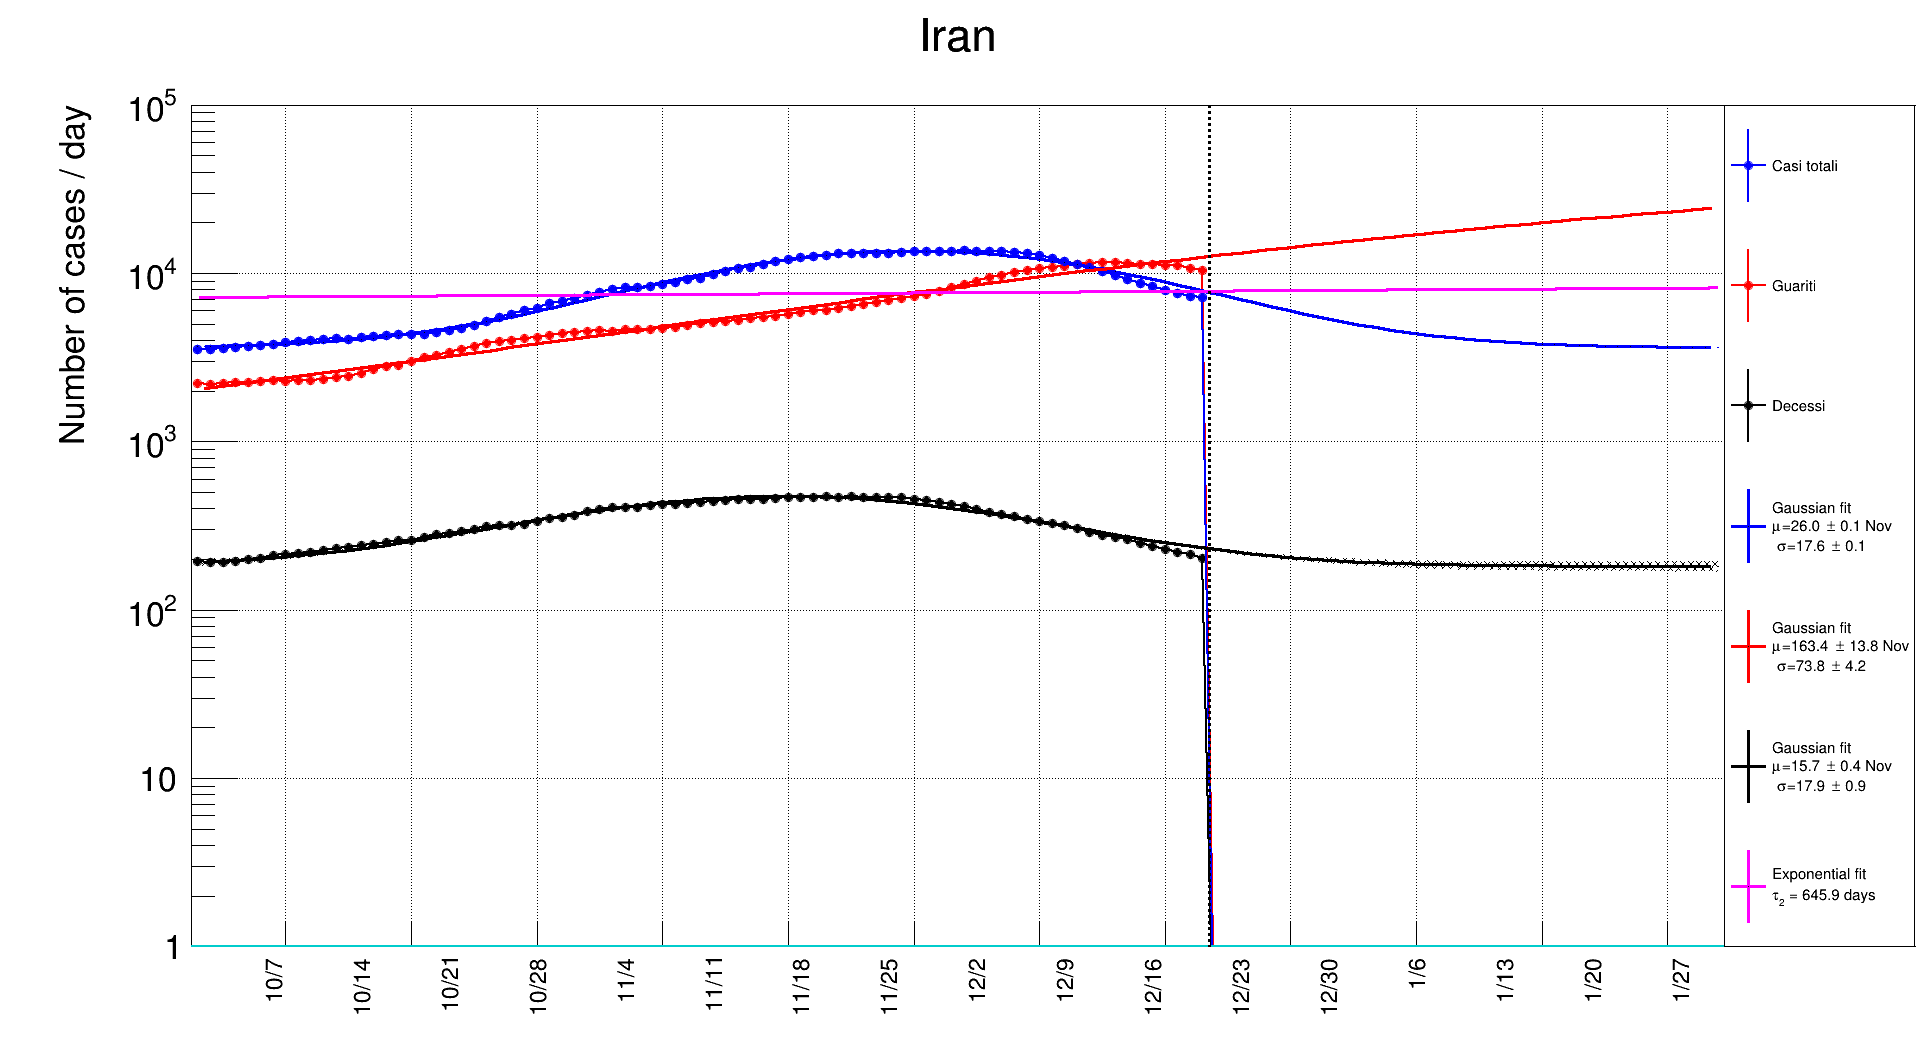 Iran
Number of cases / day
10^5
10^4
10^3
10^2
10
1
10/7
10/14
10/21
10/28
11/4
11/11
11/18
11/25
12/2
12/9
12/16
12/23
12/30
1/6
1/13
1/20
1/27
Casi totali
Guariti
Decessi
Gaussian fit
μ=26.0 ± 0.1 Nov
σ=17.6 ± 0.1
Gaussian fit
μ=163.4 ± 13.8 Nov
σ=73.8 ± 4.2
Gaussian fit
μ=15.7 ± 0.4 Nov
σ=17.9 ± 0.9
Exponential fit
τ₂ = 645.9 days